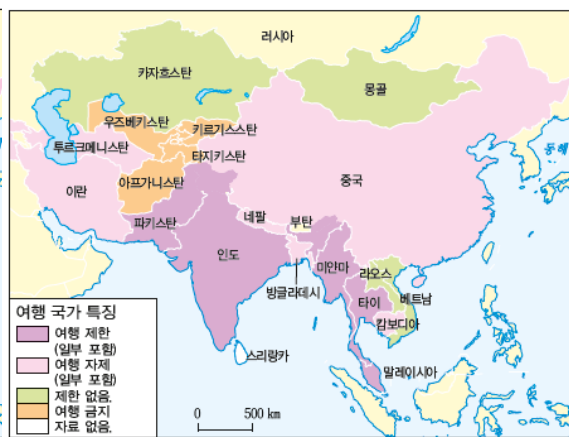 러시아
카자흐스탄
몽골
우즈베키스탄
키르기스스탄
동해
투르크메니스탄
타지키스탄
이란
아프가니스탄
중국
파키스탄
네팔
부탄
인도
미얀마
라오스
방글라데시
타이
베트남
캄보디아
스리랑카
말레이시아
여행 국가 특징
여행 제한
(일부 포함)
여행 자제
(일부 포함)
제한 없음.
여행 금지
자료 없음.
0 500 km